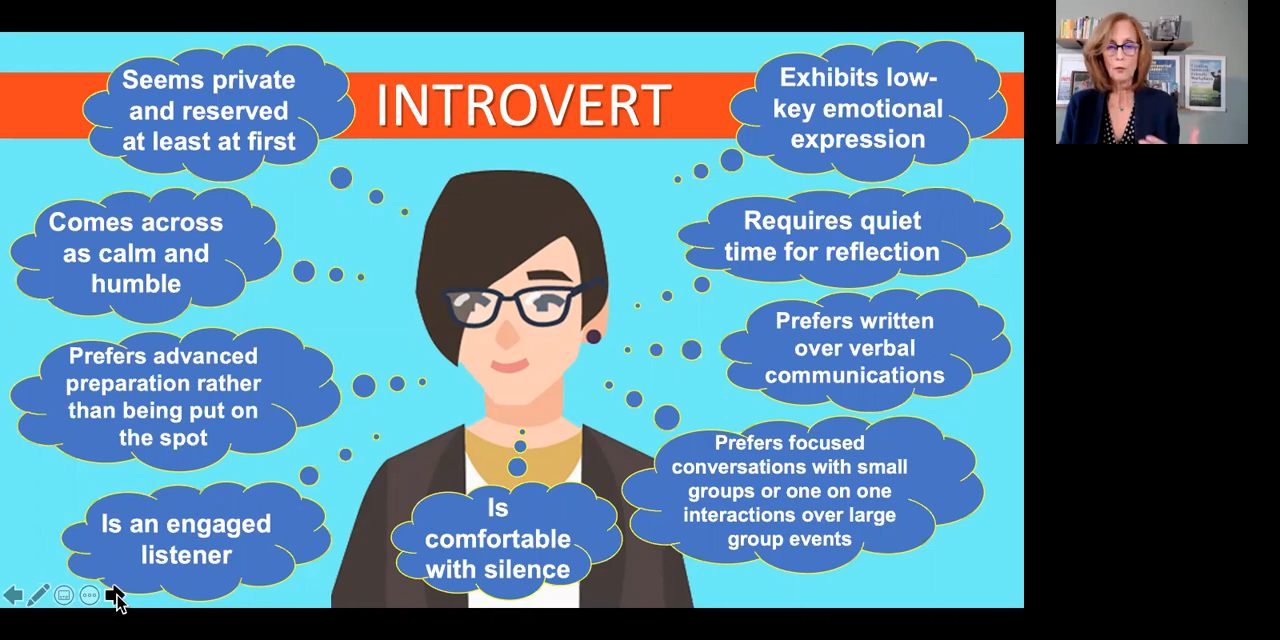 INTROVERT
Seems private
and reserved
at least at first
Comes across
as calm and
humble
Prefers advanced
preparation rather
than being put on
the spot
Is an engaged
listener
Is
comfortable
with silence
Exhibits low-
key emotional
expression
Requires quiet
time for reflection
Prefers written
over verbal
communications
Prefers focused
conversations with small
groups or one on one
interactions over large
group events